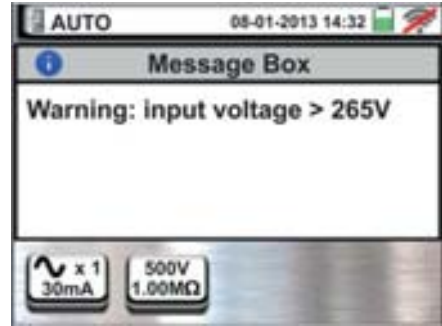 AUTO 08-01-2013 14:32
Message Box
Warning: input voltage > 265V
x 1 500V
30mA 1.00MΩ